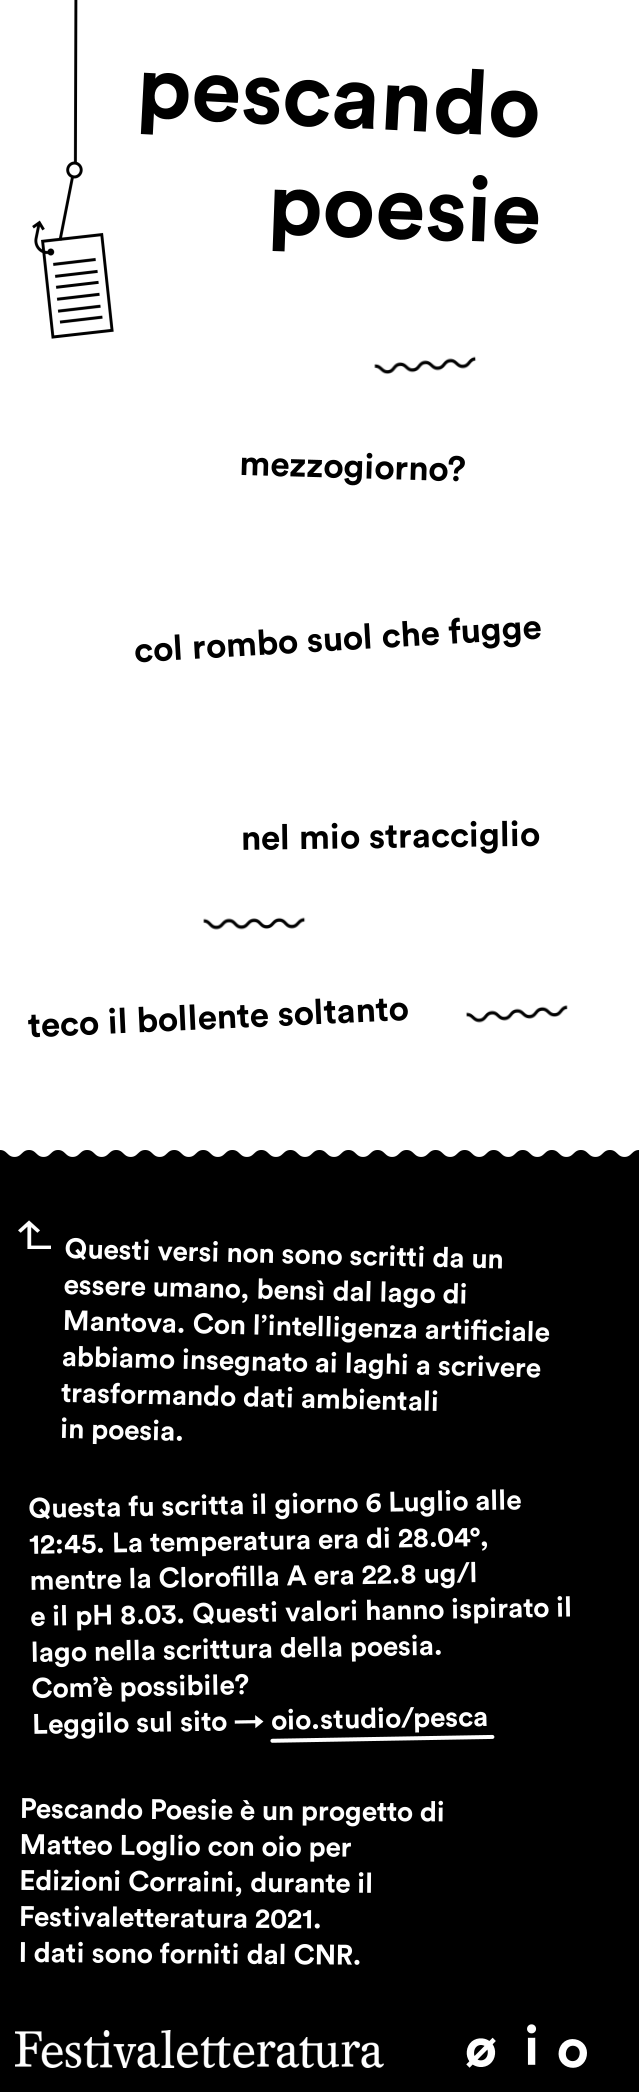 pescando
poesie
mezzogiorno?
col rombo suol che fugge
nel mio stracciglio
teco il bollente soltanto
Questi versi non sono scritti da un
essere umano, bensì dal lago di
Mantova. Con l’intelligenza artificiale
abbiamo insegnato ai laghi a scrivere
trasformando dati ambientali
in poesia.
Questa fu scritta il giorno 6 Luglio alle
12:45. La temperatura era di 28.04°,
mentre la Clorofilla A era 22.8 ug/l
e il pH 8.03. Questi valori hanno ispirato il
lago nella scrittura della poesia.
Com’è possibile?
Leggilo sul sito → oio.studio/pesca
Pescando Poesie è un progetto di
Matteo Loglio con oio per
Edizioni Corraini, durante il
Festivaletteratura 2021.
I dati sono forniti dal CNR.
Festivaletteratura ø i o